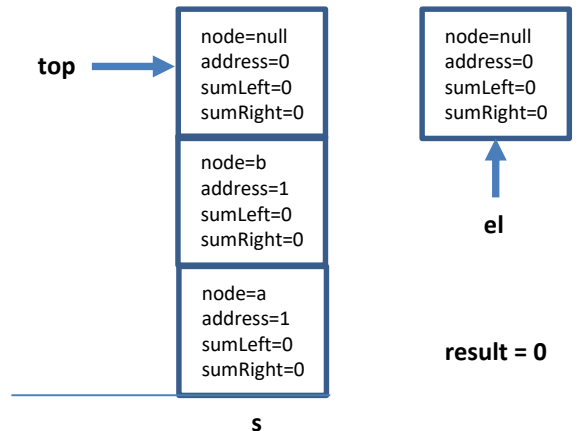 top
node=null
address=0
sumLeft=0
sumRight=0
node=b
address=1
sumLeft=0
sumRight=0
node=a
address=1
sumLeft=0
sumRight=0
s
node=null
address=0
sumLeft=0
sumRight=0
el
result = 0